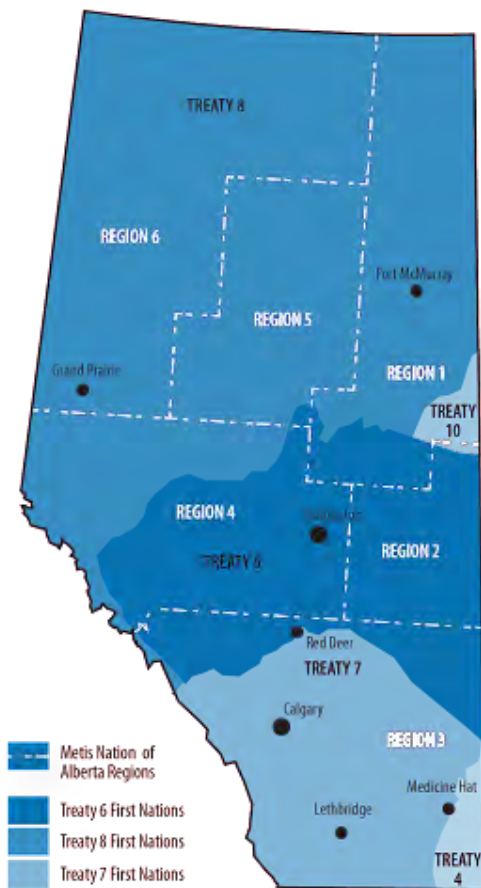 TREATY 8
REGION 6
Fort McMurray
REGION 5
Grand Prairie
REGION 1
TREATY
10
REGION 4
REGION 2
TREATY 6
Red Deer
TREATY 7
Calgary
REGION 3
Metis Nation of
Alberta Regions
Medicine Hat
Treaty 6 First Nations
Lethbridge
Treaty 8 First Nations
TREATY
4
Treaty 7 First Nations